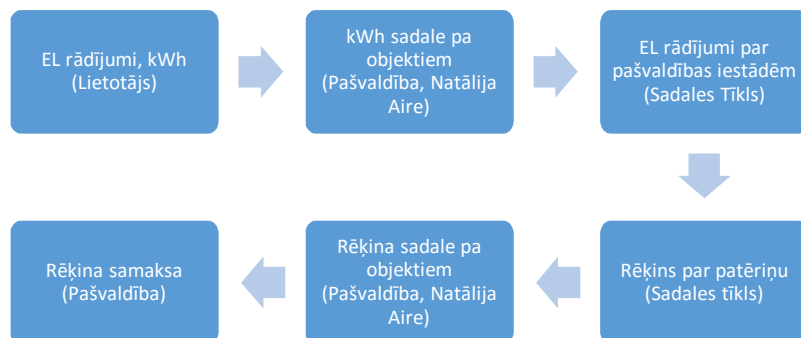 EL rādījumi, kWh
(Lietotājs)
kWh sadale pa
objektiem
(Pašvaldība, Natālija
Aire)
EL rādījumi par
pašvaldības iestādēm
(Sadales Tīkls)
Rēķins par patēriņu
(Sadales tīkls)
Rēķina sadale pa
objektiem
(Pašvaldība, Natālija
Aire)
Rēķina samaksa
(Pašvaldība)